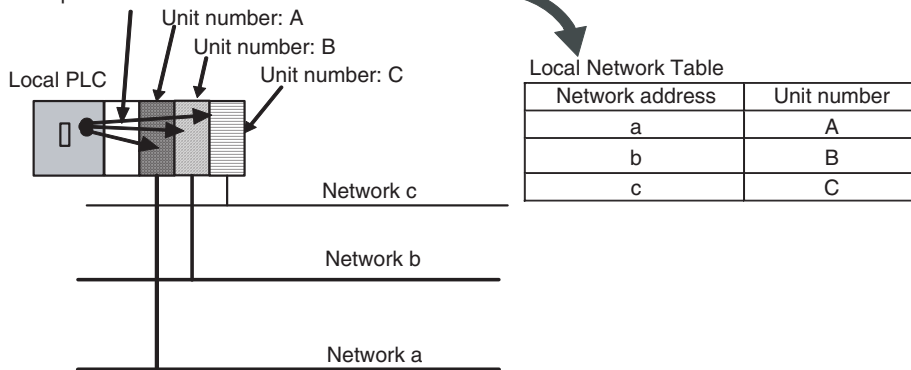 Unit number: A
Unit number: B
Unit number: C
Local PLC
Network c
Network b
Network a
Local Network Table
Network address Unit number
a A
b B
c C